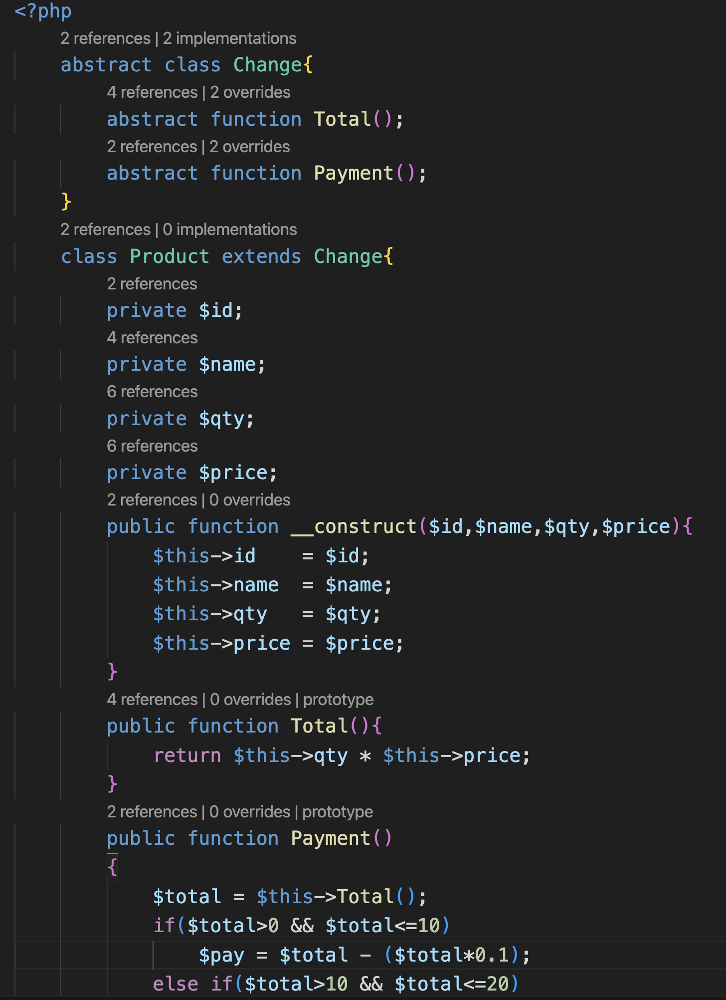 <?php
2 references | 2 implementations
abstract class Change{
4 references | 2 overrides
abstract function Total();
2 references | 2 overrides
abstract function Payment();
}
2 references | 0 implementations
class Product extends Change{
2 references
private $id;
4 references
private $name;
6 references
private $qty;
6 references
private $price;
2 references | 0 overrides
public function __construct($id,$name,$qty,$price){
$this->id    = $id;
$this->name  = $name;
$this->qty   = $qty;
$this->price = $price;
}
4 references | 0 overrides | prototype
public function Total(){
return $this->qty * $this->price;
}
2 references | 0 overrides | prototype
public function Payment()
{
$total = $this->Total();
if($total>0 && $total<=10)
$pay = $total - ($total*0.1);
else if($total>10 && $total<=20)